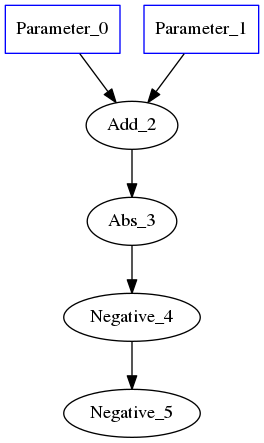 Parameter_0
Parameter_1
Add_2
Abs_3
Negative_4
Negative_5